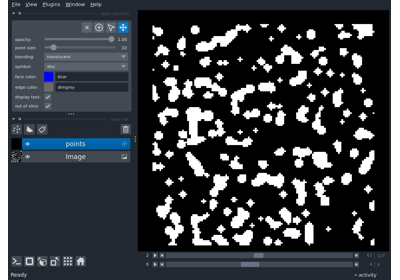 File View Plugins Window Help
opacity: 1.00
point size: 10
blending: translucent
symbol: disc
face color: blue
edge color: dimgrey
display text:
out of slice:
points
Image
2
0
Ready
activity